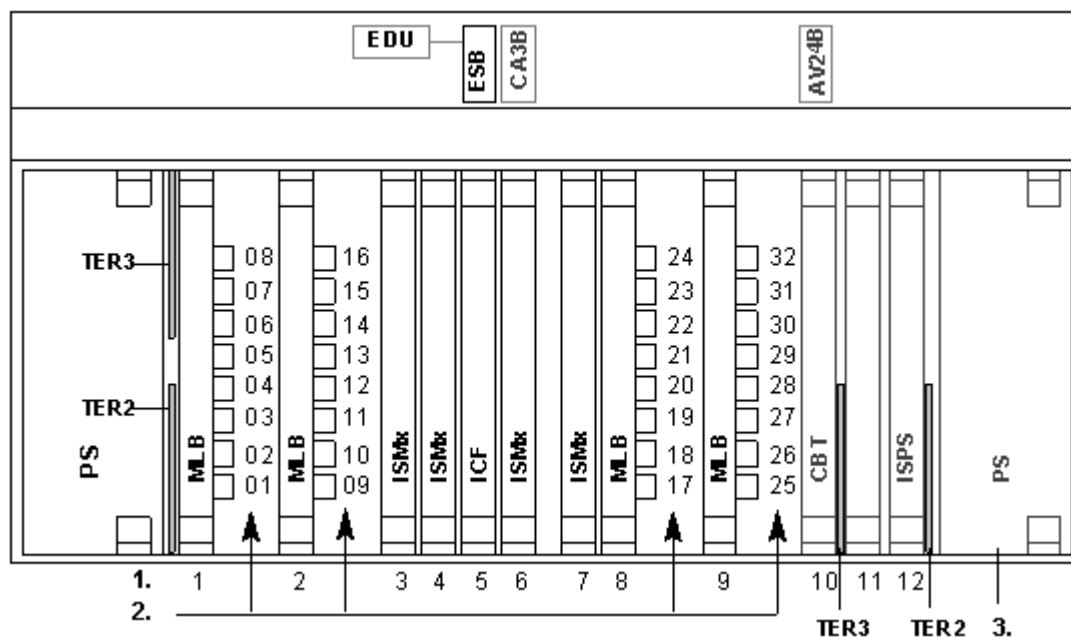 EDU
ESB
CA3B
AV24B
TER3
TER2
PS
MLB
08
07
06
05
04
03
02
01
MLB
16
15
14
13
12
11
10
09
ISMx
ISMx
ICF
ISMx
ISMx
MLB
24
23
22
21
20
19
18
17
MLB
32
31
30
29
28
27
26
25
CBT
ISPS
PS
1. 1 2 3 4 5 6 7 8 9 10 11 12
2.
TER3 TER2 3.